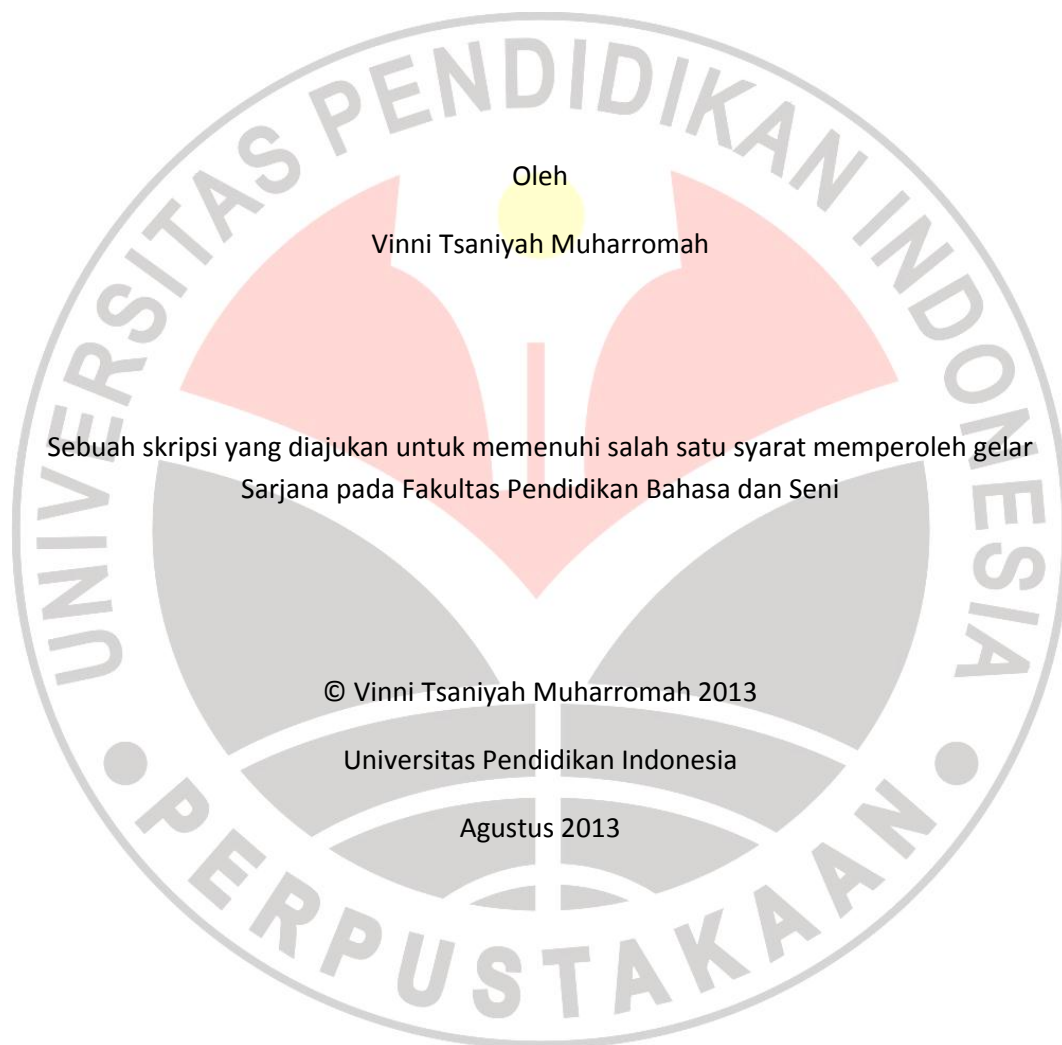 UNIVERSITAS PENDIDIKAN INDONESIA
Oleh
Vinni Tsaniyah Muharromah
Sebuah skripsi yang diajukan untuk memenuhi salah satu syarat memperoleh gelar
Sarjana pada Fakultas Pendidikan Bahasa dan Seni
© Vinni Tsaniyah Muharromah 2013
Universitas Pendidikan Indonesia
Agustus 2013
PERPUSTAKAAN